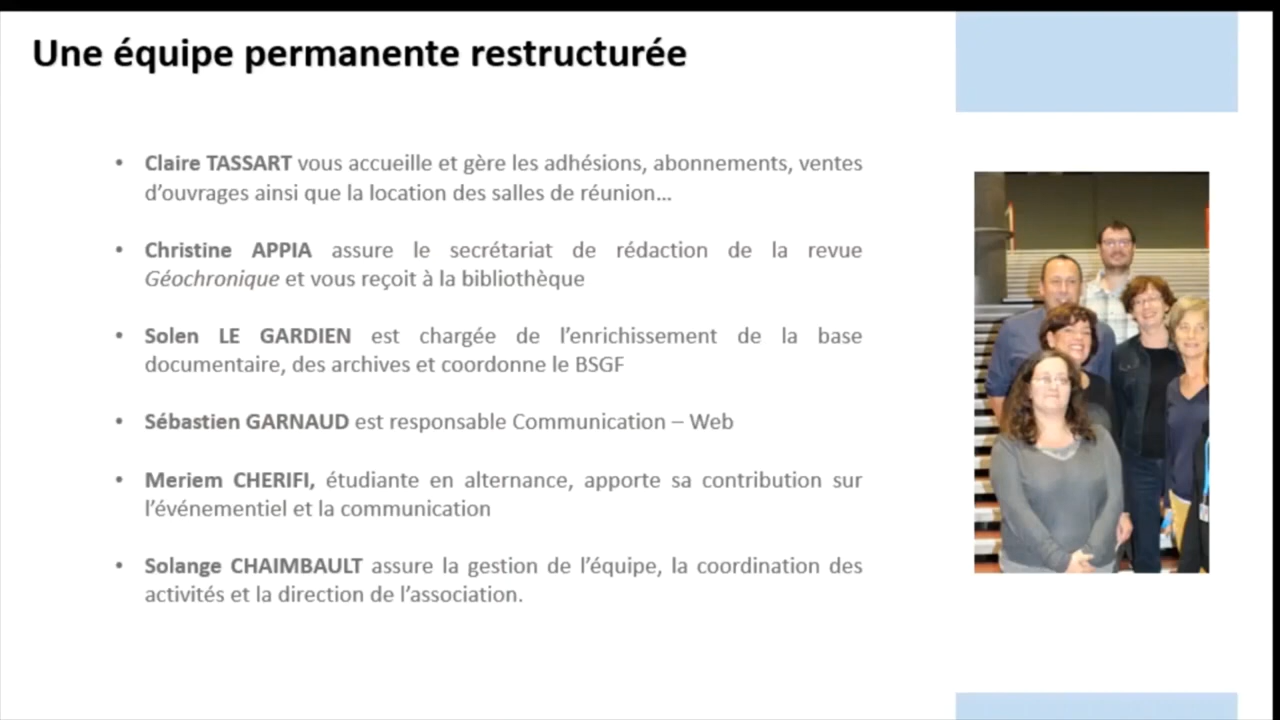 Une équipe permanente restructurée
• Claire TASSART vous accueille et gère les adhésions, abonnements, ventes
d’ouvrages ainsi que la location des salles de réunion…
• Christine APPIA assure le secrétariat de rédaction de la revue
Géochronique et vous reçoit à la bibliothèque
• Solen LE GARDIEN est chargée de l’enrichissement de la base
documentaire, des archives et coordonne le BSGF
• Sébastien GARNAUD est responsable Communication – Web
• Meriem CHERIFI, étudiante en alternance, apporte sa contribution sur
l’événementiel et la communication
• Solange CHAIMBAULT assure la gestion de l’équipe, la coordination des
activités et la direction de l’association.